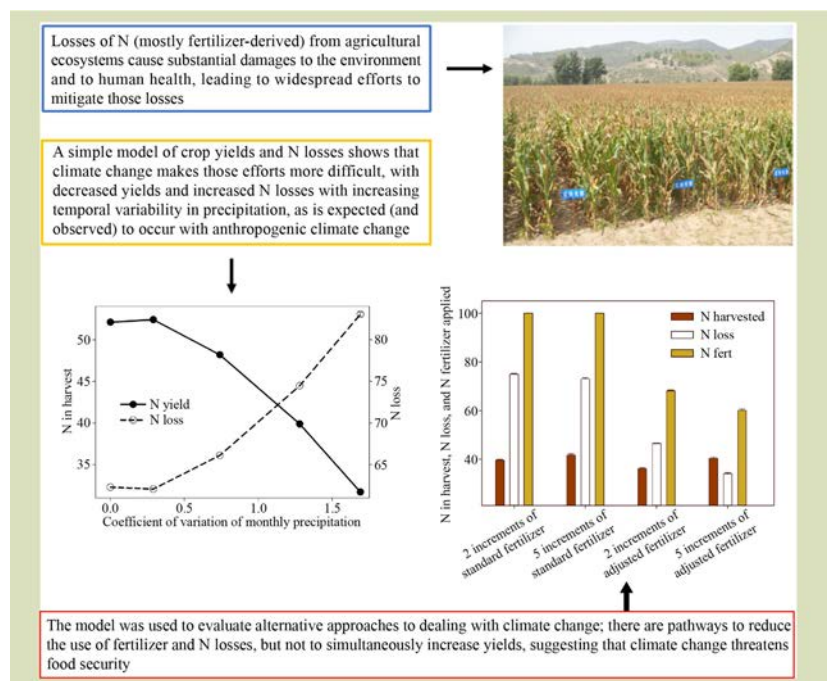 Losses of N (mostly fertilizer-derived) from agricultural
ecosystems cause substantial damages to the environment
and to human health, leading to widespread efforts to
mitigate those losses
A simple model of crop yields and N losses shows that
climate change makes those efforts more difficult, with
decreased yields and increased N losses with increasing
temporal variability in precipitation, as is expected (and
observed) to occur with anthropogenic climate change
N in harvest
50
45
40
35
N yield
N loss
N loss
80
75
70
65
0.0 0.5 1.0 1.5
Coefficient of variation of monthly precipitation
N in harvest, N loss, and N fertilizer applied
100
80
60
40
N harvested
N loss
N fert
2 increments of
standard fertilizer
5 increments of
standard fertilizer
2 increments of
adjusted fertilizer
5 increments of
adjusted fertilizer
The model was used to evaluate alternative approaches to dealing with climate change; there are pathways to reduce
the use of fertilizer and N losses, but not to simultaneously increase yields, suggesting that climate change threatens
food security